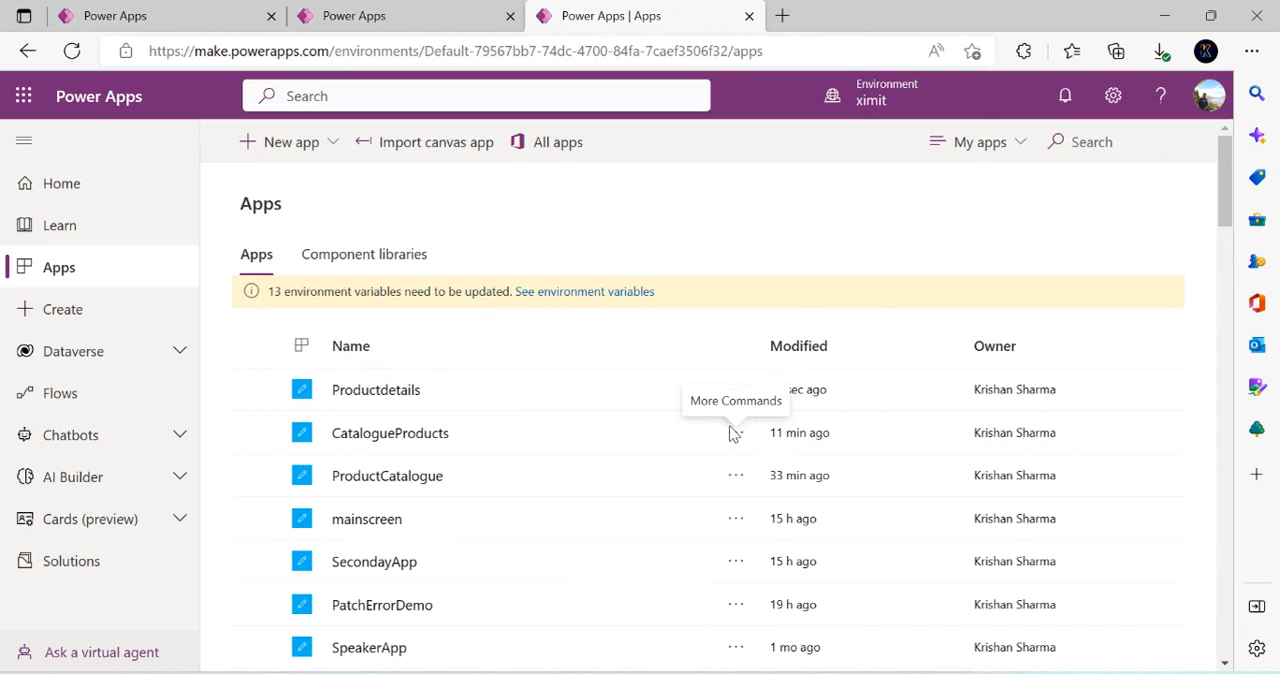 Power Apps
Power Apps
Power Apps | Apps
https://make.powerapps.com/environments/Default-79567bb7-74dc-4700-84fa-7caef3506f32/apps
Power Apps
Search
Environment
ximit
New app
Import canvas app
All apps
My apps
Search
Home
Learn
Apps
Create
Dataverse
Flows
Chatbots
AI Builder
Cards (preview)
Solutions
Ask a virtual agent
Apps
Apps
Component libraries
13 environment variables need to be updated. See environment variables
Name Modified Owner
Productdetails sec ago Krishan Sharma
More Commands
CatalogueProducts 11 min ago Krishan Sharma
ProductCatalogue 33 min ago Krishan Sharma
mainscreen 15 h ago Krishan Sharma
SecondayApp 15 h ago Krishan Sharma
PatchErrorDemo 19 h ago Krishan Sharma
SpeakerApp 1 mo ago Krishan Sharma